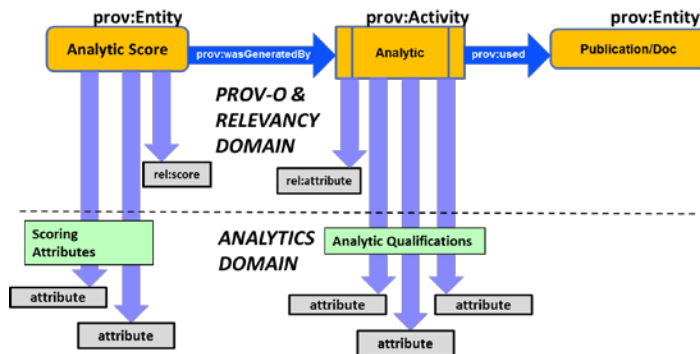 prov:Entity
prov:Activity
prov:Entity
Analytic Score
prov:wasGeneratedBy
Analytic
prov:used
Publication/Doc
PROV-O &
RELEVANCY
DOMAIN
rel:score
rel:attribute
Scoring
Attributes
ANALYTICS
DOMAIN
Analytic Qualifications
attribute
attribute
attribute
attribute
attribute